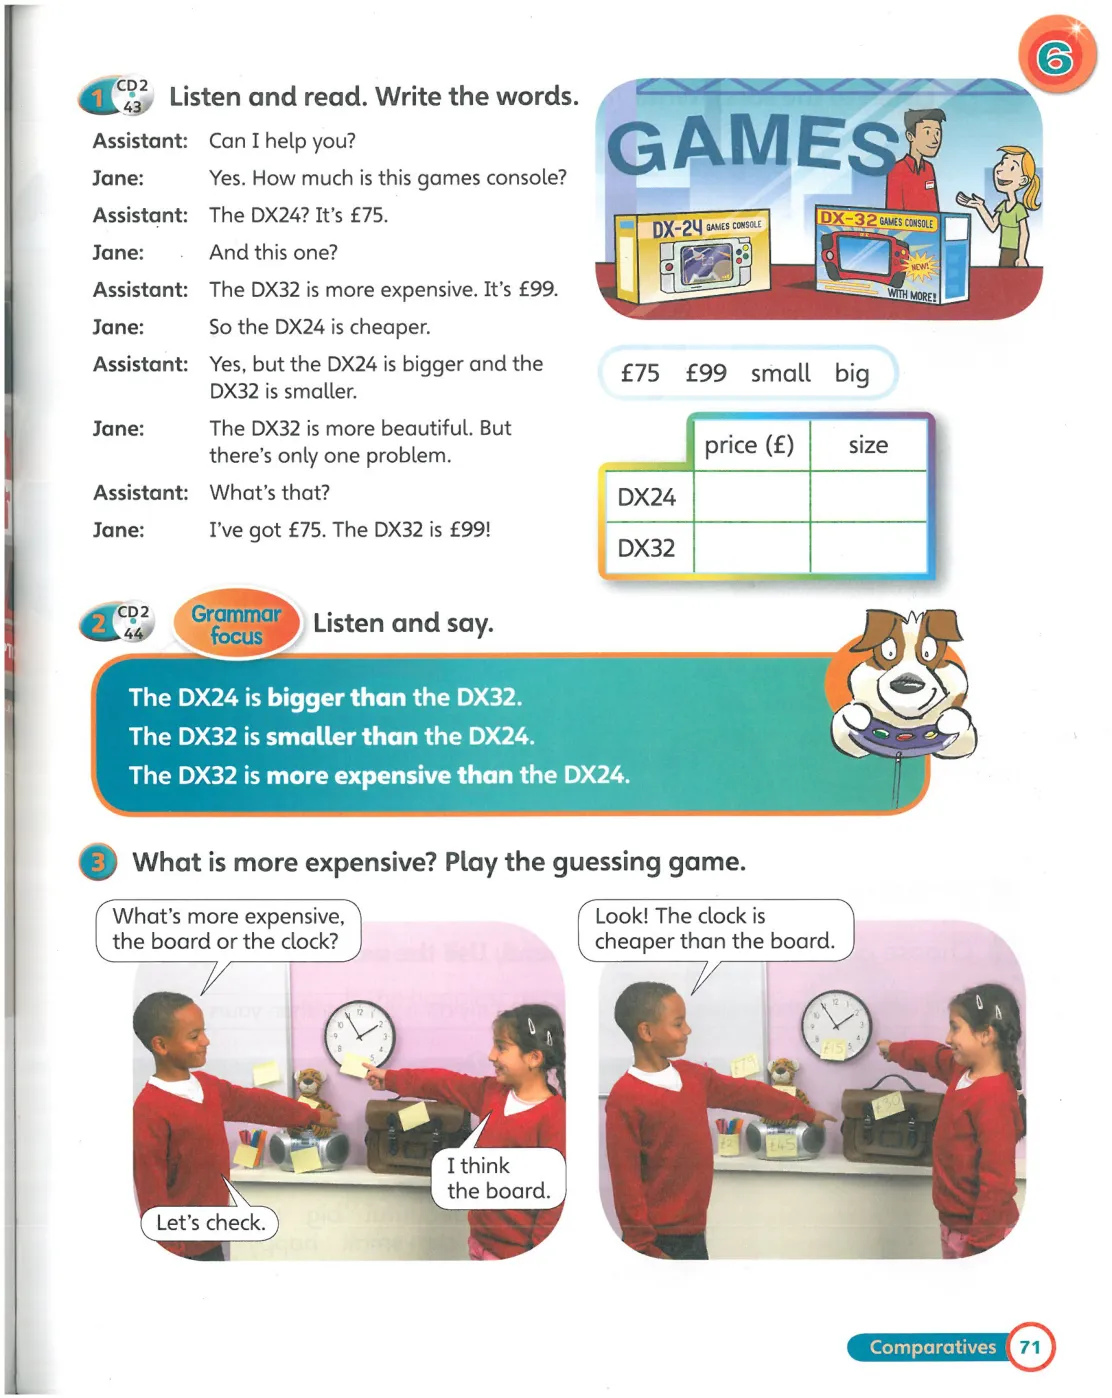 6
1 CD2 43 Listen and read. Write the words.
Assistant: Can I help you?
Jane: Yes. How much is this games console?
Assistant: The DX24? It's £75.
Jane: And this one?
Assistant: The DX32 is more expensive. It's £99.
Jane: So the DX24 is cheaper.
Assistant: Yes, but the DX24 is bigger and the
DX32 is smaller.
Jane: The DX32 is more beautiful. But
there's only one problem.
Assistant: What's that?
Jane: I've got £75. The DX32 is £99!
GAMES
DX-24 GAMES CONSOLE
DX-32 GAMES CONSOLE
NEW!
WITH MORE!!
£75 £99 small big
price (£) size
DX24
DX32
2 CD2 44 Grammar
focus
Listen and say.
The DX24 is bigger than the DX32.
The DX32 is smaller than the DX24.
The DX32 is more expensive than the DX24.
3 What is more expensive? Play the guessing game.
What's more expensive,
the board or the clock?
I think
the board.
Let's check.
Look! The clock is
cheaper than the board.
£15
£79
£30
£2
£45
Comparatives 71